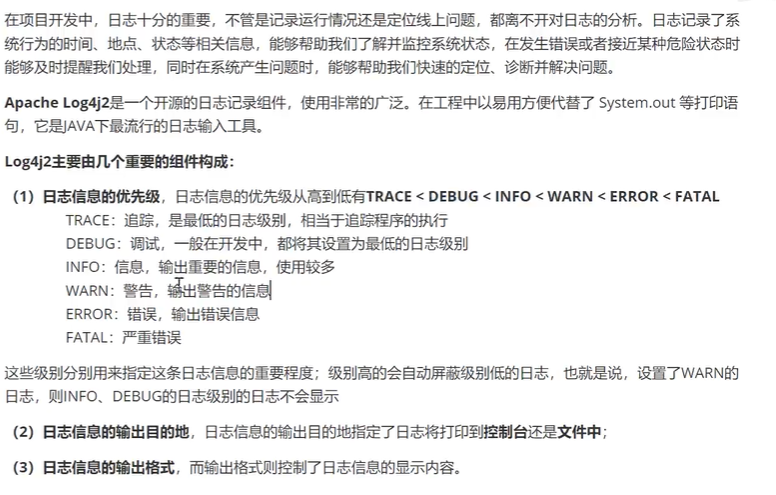 在项目开发中，日志十分的重要，不管是记录运行情况还是定位线上问题，都离不开对日志的分析。日志记录了系
统行为的时间、地点、状态等相关信息，能够帮助我们了解并监控系统状态，在发生错误或者接近某种危险状态时
能够及时提醒我们处理，同时在系统产生问题时，能够帮助我们快速的定位、诊断并解决问题。
Apache Log4j2是一个开源的日志记录组件，使用非常的广泛。在工程中以易用方便代替了 System.out 等打印语
句，它是JAVA下最流行的日志输入工具。
Log4j2主要由几个重要的组件构成：
（1）日志信息的优先级，日志信息的优先级从高到低有TRACE < DEBUG < INFO < WARN < ERROR < FATAL
TRACE：追踪，是最低的日志级别，相当于追踪程序的执行
DEBUG：调试，一般在开发中，都将其设置为最低的日志级别
INFO：信息，输出重要的信息，使用较多
WARN：警告，输出警告的信息
ERROR：错误，输出错误信息
FATAL：严重错误
这些级别分别用来指定这条日志信息的重要程度；级别高的会自动屏蔽级别低的日志，也就是说，设置了WARN的
日志，则INFO、DEBUG的日志级别的日志不会显示
（2）日志信息的输出目的地，日志信息的输出目的地指定了日志将打印到控制台还是文件中；
（3）日志信息的输出格式，而输出格式则控制了日志信息的显示内容。